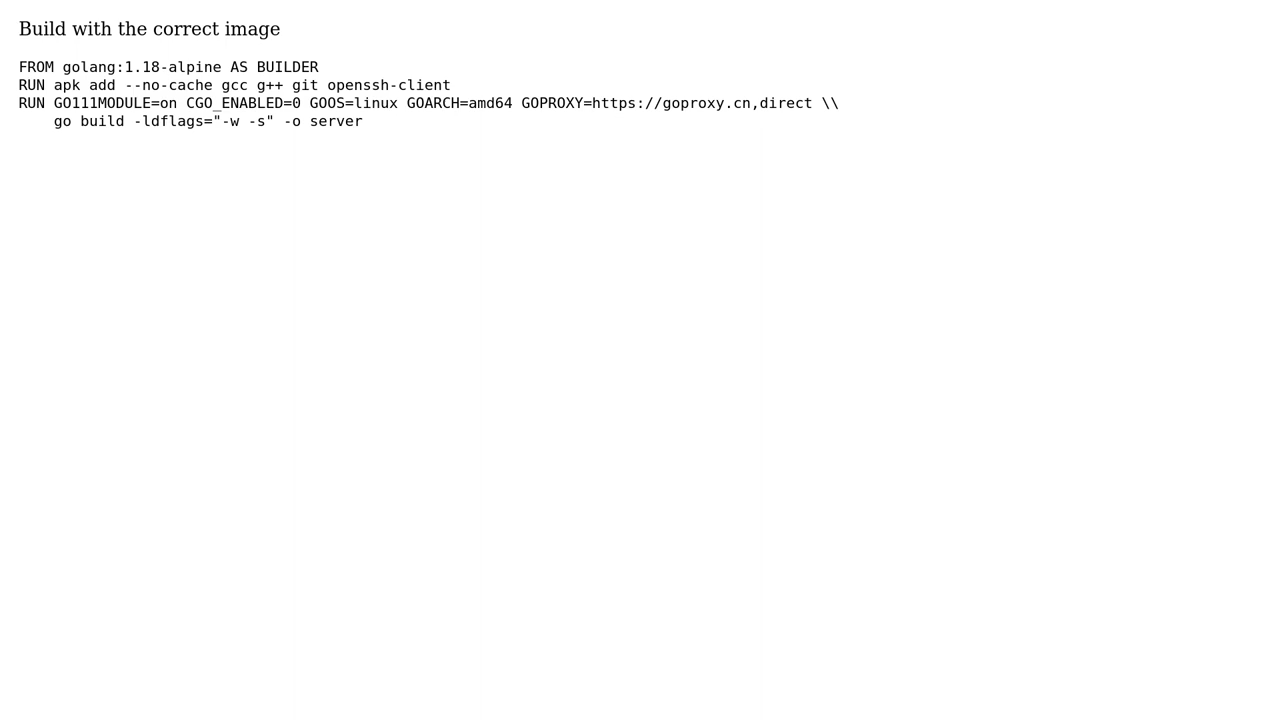 Build with the correct image
FROM golang:1.18-alpine AS BUILDER
RUN apk add --no-cache gcc g++ git openssh-client
RUN GO111MODULE=on CGO_ENABLED=0 GOOS=linux GOARCH=amd64 GOPROXY=https://goproxy.cn,direct \\
    go build -ldflags="-w -s" -o server